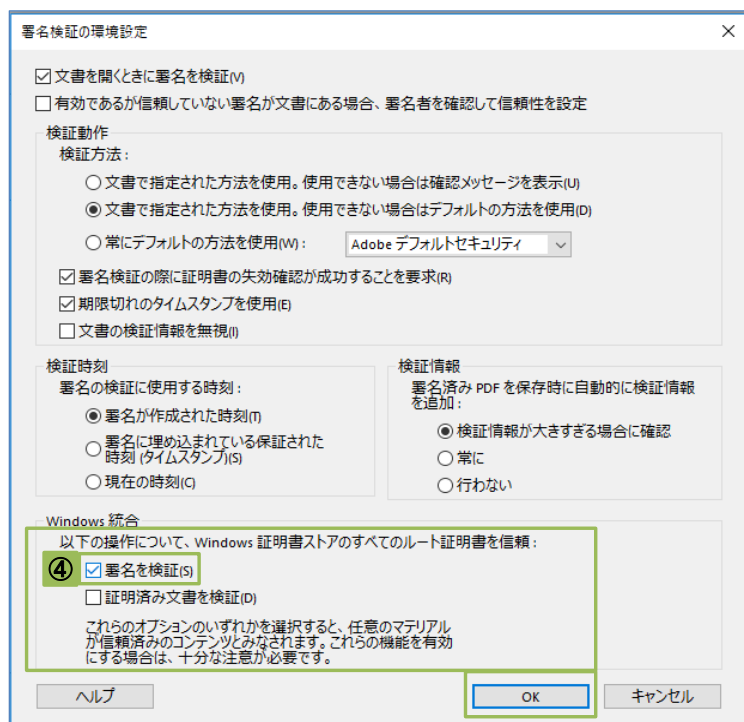 署名検証の環境設定
文書を開くときに署名を検証(V)
有効であるが信頼していない署名が文書にある場合、署名者を確認して信頼性を設定
検証動作
検証方法:
文書で指定された方法を使用。使用できない場合は確認メッセージを表示(U)
文書で指定された方法を使用。使用できない場合はデフォルトの方法を使用(D)
常にデフォルトの方法を使用(W):
Adobe デフォルトセキュリティ
署名検証の際に証明書の失効確認が成功することを要求(R)
期限切れのタイムスタンプを使用(E)
文書の検証情報を無視(I)
検証時刻
署名の検証に使用する時刻:
署名が作成された時刻(T)
署名に埋め込まれている保証された
時刻 (タイムスタンプ)(S)
現在の時刻(C)
検証情報
署名済み PDF を保存時に自動的に検証情報
を追加:
検証情報が大きすぎる場合に確認
常に
行わない
Windows 統合
以下の操作について、Windows 証明書ストアのすべてのルート証明書を信頼:
④ 署名を検証(S)
証明済み文書を検証(D)
これらのオプションのいずれかを選択すると、任意のマテリアル
が信頼済みのコンテンツとみなされます。これらの機能を有効
にする場合は、十分な注意が必要です。
ヘルプ
OK
キャンセル